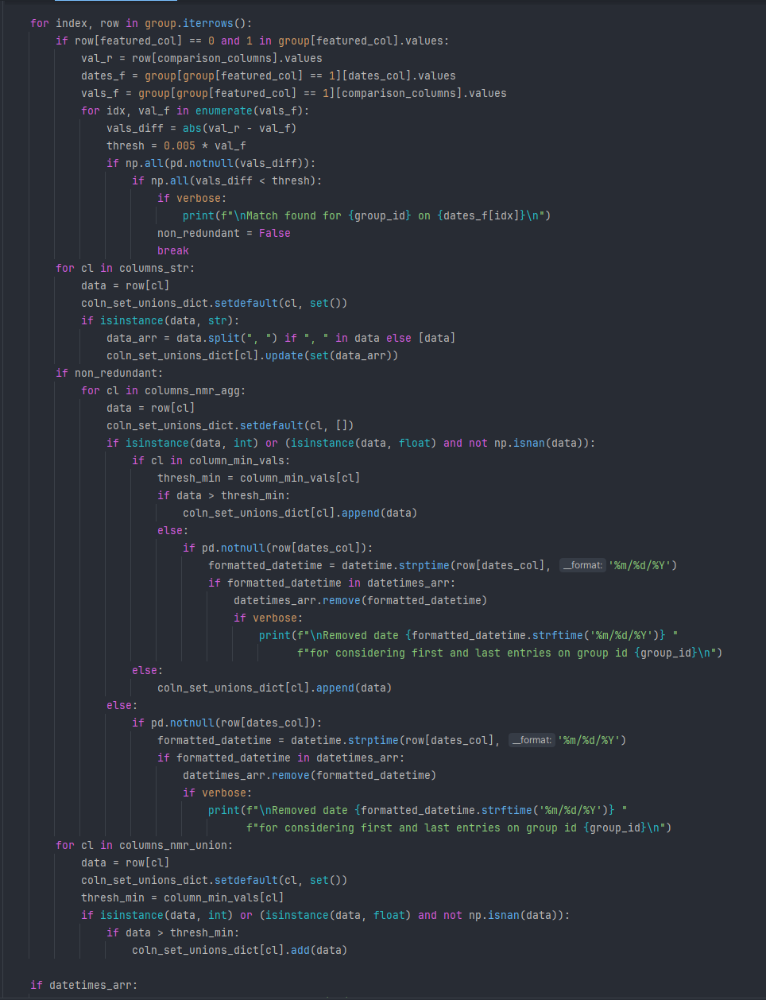 for index, row in group.iterrows():
    if row[featured_col] == 0 and 1 in group[featured_col].values:
        val_r = row[comparison_columns].values
        dates_f = group[group[featured_col] == 1][dates_col].values
        vals_f = group[group[featured_col] == 1][comparison_columns].values
        for idx, val_f in enumerate(vals_f):
            vals_diff = abs(val_r - val_f)
            thresh = 0.005 * val_f
            if np.all(pd.notnull(vals_diff)):
                if np.all(vals_diff < thresh):
                    if verbose:
                        print(f"\nMatch found for {group_id} on {dates_f[idx]}\n")
                    non_redundant = False
                    break
    for cl in columns_str:
        data = row[cl]
        coln_set_unions_dict.setdefault(cl, set())
        if isinstance(data, str):
            data_arr = data.split(", ") if ", " in data else [data]
            coln_set_unions_dict[cl].update(set(data_arr))
    if non_redundant:
        for cl in columns_nmr_agg:
            data = row[cl]
            coln_set_unions_dict.setdefault(cl, [])
            if isinstance(data, int) or (isinstance(data, float) and not np.isnan(data)):
                if cl in column_min_vals:
                    thresh_min = column_min_vals[cl]
                    if data > thresh_min:
                        coln_set_unions_dict[cl].append(data)
                    else:
                        if pd.notnull(row[dates_col]):
                            formatted_datetime = datetime.strptime(row[dates_col], __format: '%m/%d/%Y')
                            if formatted_datetime in datetimes_arr:
                                datetimes_arr.remove(formatted_datetime)
                                if verbose:
                                    print(f"\nRemoved date {formatted_datetime.strftime('%m/%d/%Y')} "
                                          f"for considering first and last entries on group id {group_id}\n")
                else:
                    coln_set_unions_dict[cl].append(data)
            else:
                if pd.notnull(row[dates_col]):
                    formatted_datetime = datetime.strptime(row[dates_col], __format: '%m/%d/%Y')
                    if formatted_datetime in datetimes_arr:
                        datetimes_arr.remove(formatted_datetime)
                        if verbose:
                            print(f"\nRemoved date {formatted_datetime.strftime('%m/%d/%Y')} "
                                  f"for considering first and last entries on group id {group_id}\n")
    for cl in columns_nmr_union:
        data = row[cl]
        coln_set_unions_dict.setdefault(cl, set())
        thresh_min = column_min_vals[cl]
        if isinstance(data, int) or (isinstance(data, float) and not np.isnan(data)):
            if data > thresh_min:
                coln_set_unions_dict[cl].add(data)

if datetimes_arr: